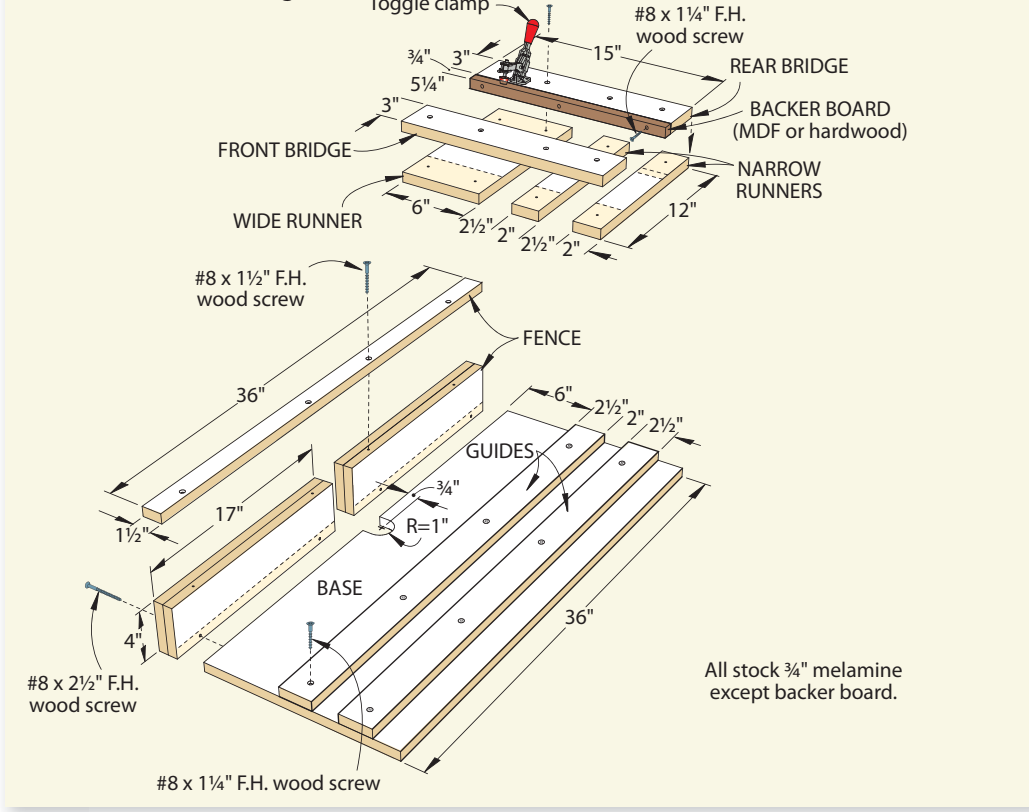 Toggle clamp
#8 x 1¼" F.H.
wood screw
15"
¾"
3"
5¼"
3"
REAR BRIDGE
BACKER BOARD
(MDF or hardwood)
FRONT BRIDGE
NARROW
RUNNERS
WIDE RUNNER
6"
2½"
2"
2½"
2"
12"
#8 x 1½" F.H.
wood screw
FENCE
36"
6"
2½"
2"
2½"
GUIDES
¾"
17"
R=1"
1½"
BASE
36"
4"
All stock ¾" melamine
except backer board.
#8 x 2½" F.H.
wood screw
#8 x 1¼" F.H. wood screw